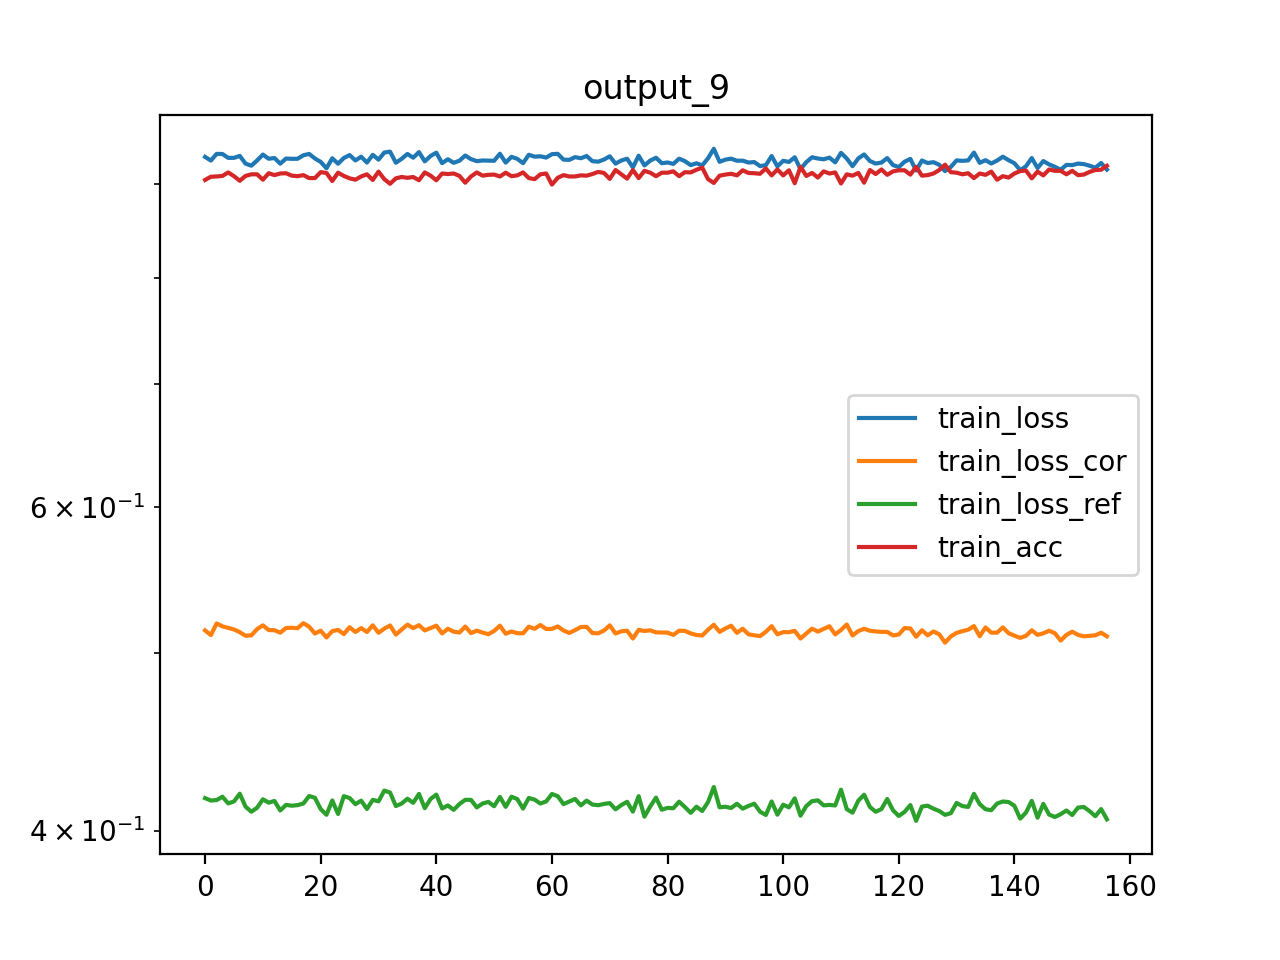 output_9
train_loss
train_loss_cor
train_loss_ref
train_acc
6 × 10⁻¹
4 × 10⁻¹
0 20 40 60 80 100 120 140 160